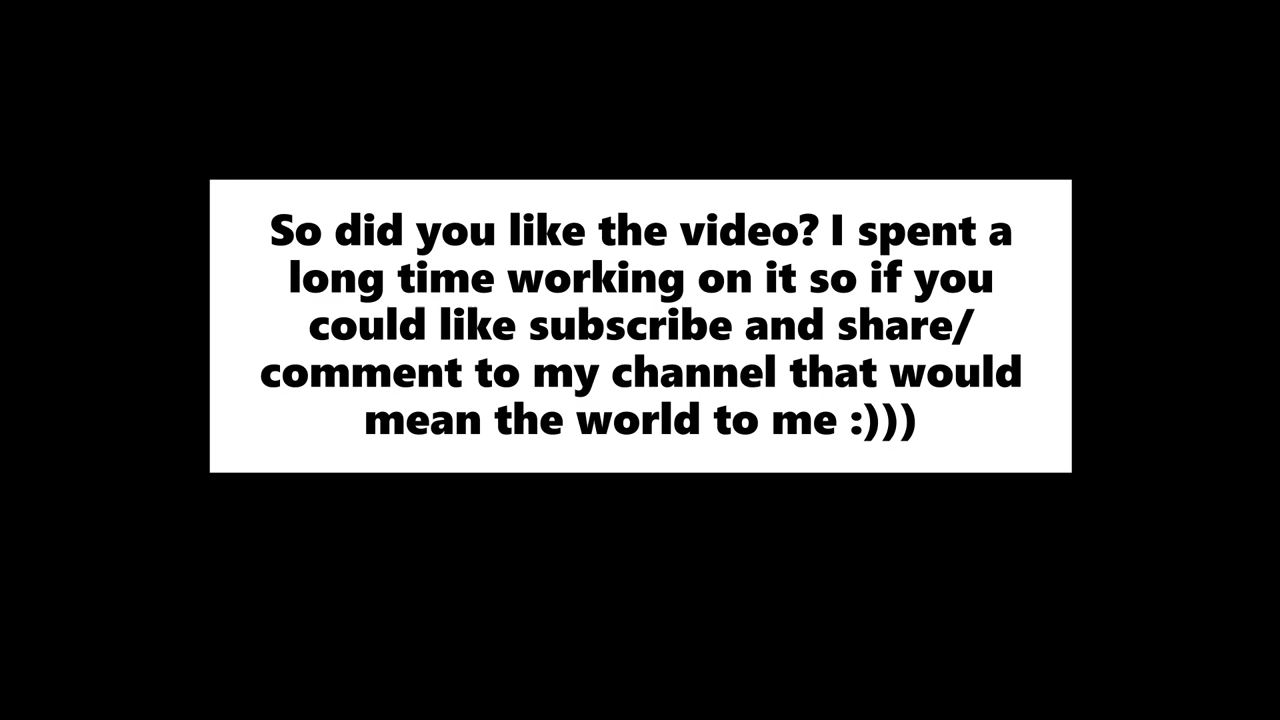 So did you like the video? I spent a
long time working on it so if you
could like subscribe and share/
comment to my channel that would
mean the world to me :)))